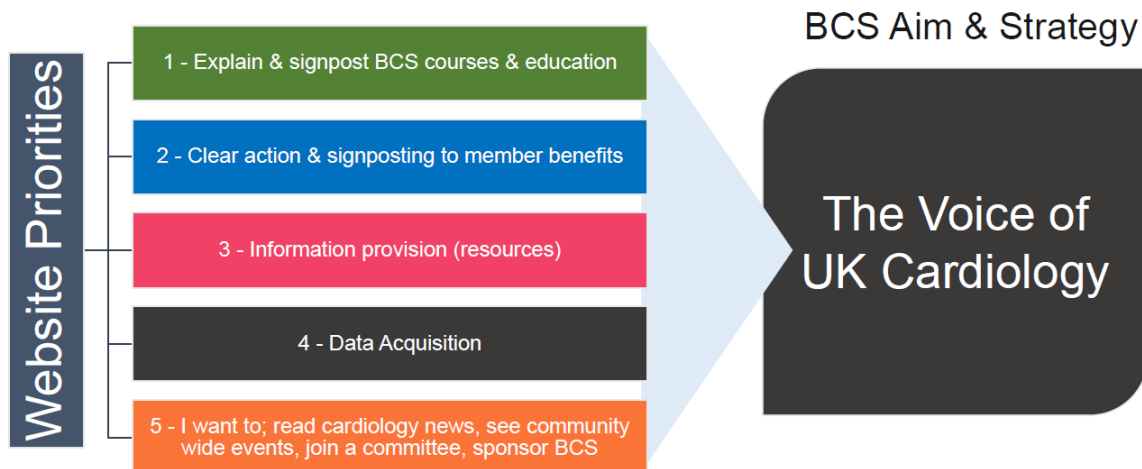 Website Priorities
1 - Explain & signpost BCS courses & education
2 - Clear action & signposting to member benefits
3 - Information provision (resources)
4 - Data Acquisition
5 - I want to; read cardiology news, see community
wide events, join a committee, sponsor BCS
BCS Aim & Strategy
The Voice of
UK Cardiology